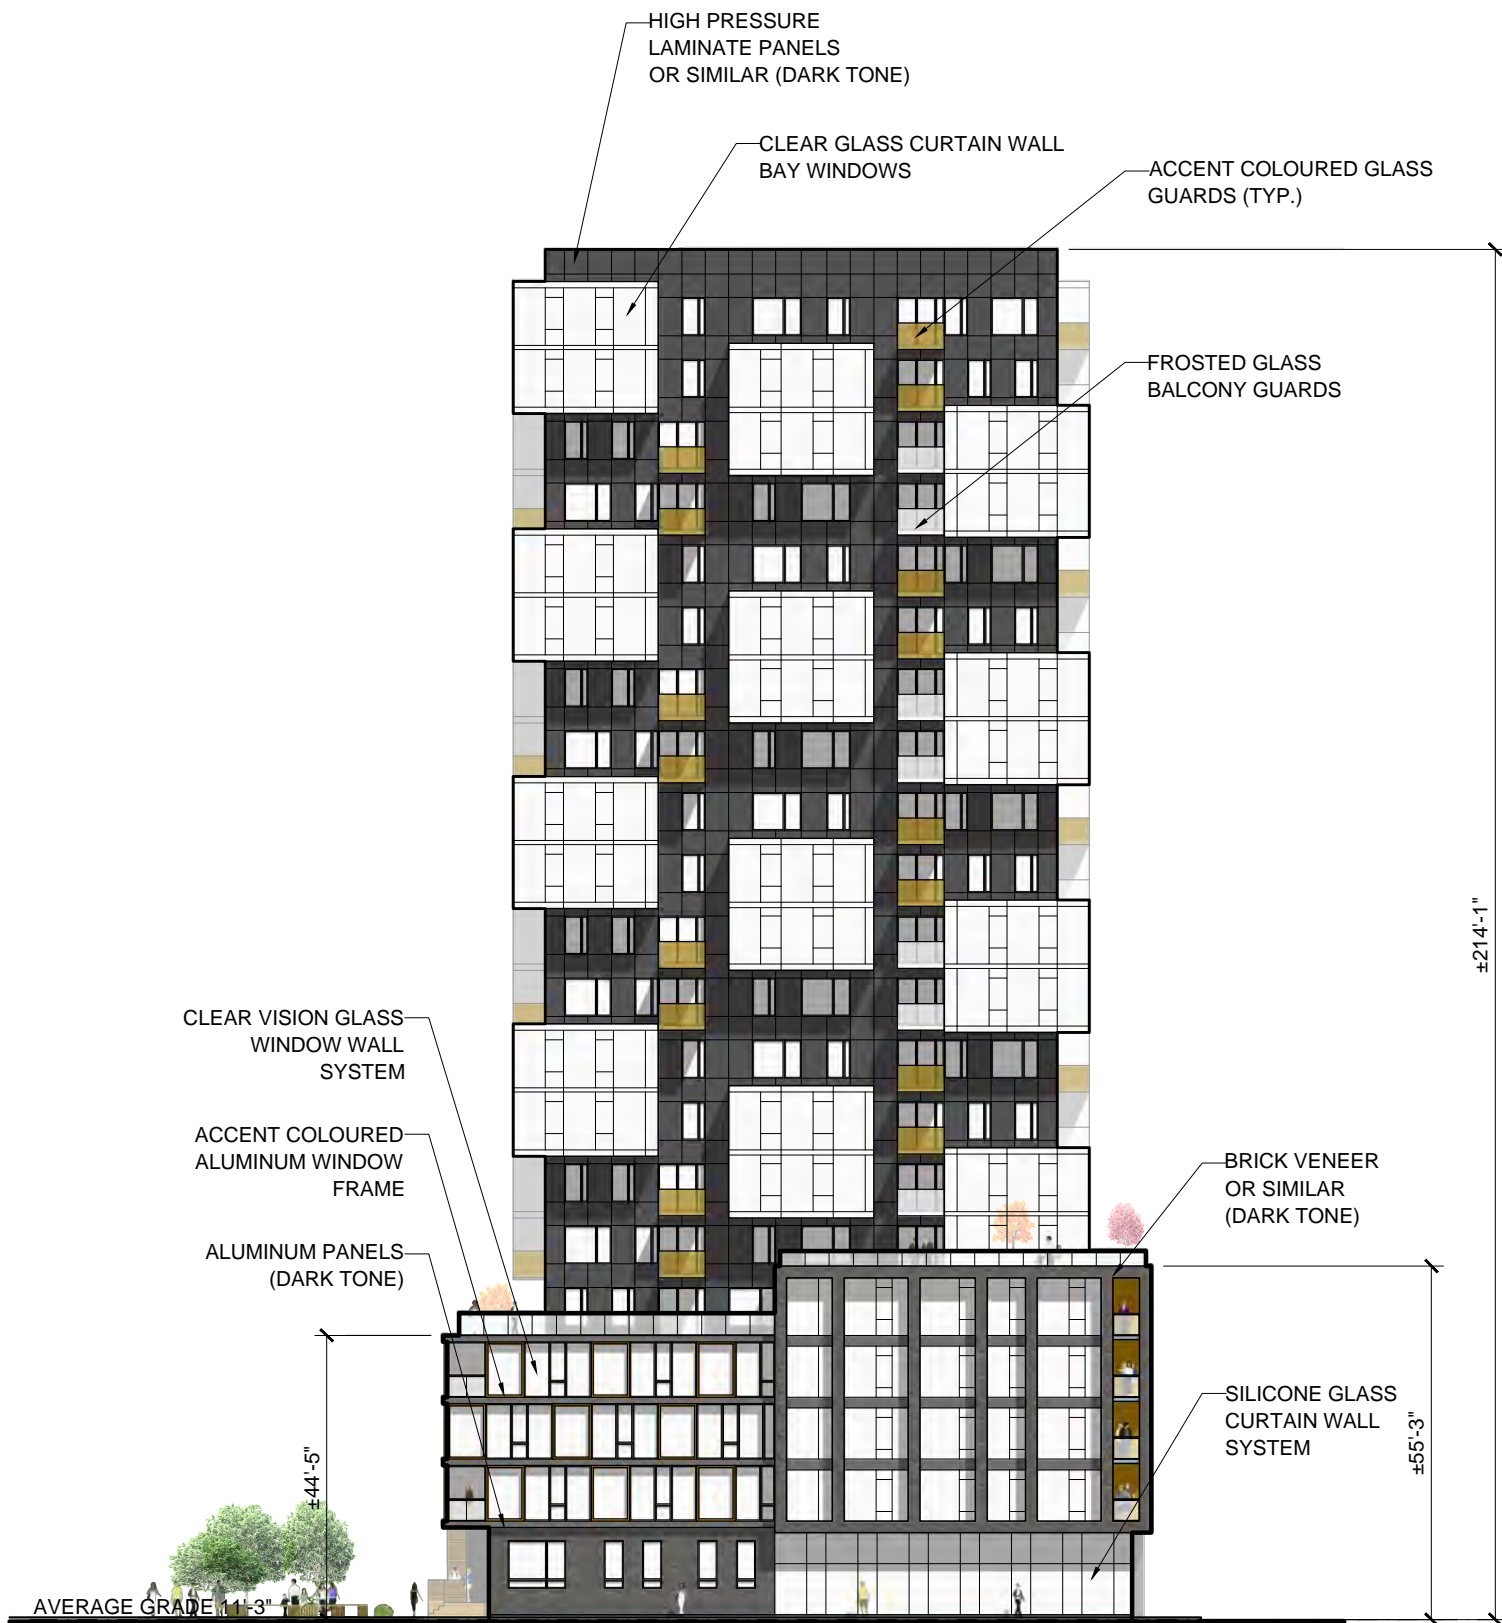 HIGH PRESSURE
LAMINATE PANELS
OR SIMILAR (DARK TONE)
CLEAR GLASS CURTAIN WALL
BAY WINDOWS
ACCENT COLOURED GLASS
GUARDS (TYP.)
FROSTED GLASS
BALCONY GUARDS
±214'-1"
CLEAR VISION GLASS
WINDOW WALL
SYSTEM
ACCENT COLOURED
ALUMINUM WINDOW
FRAME
ALUMINUM PANELS
(DARK TONE)
BRICK VENEER
OR SIMILAR
(DARK TONE)
SILICONE GLASS
CURTAIN WALL
SYSTEM
±55'-3"
±44'-5"
AVERAGE GRADE 11'-3"